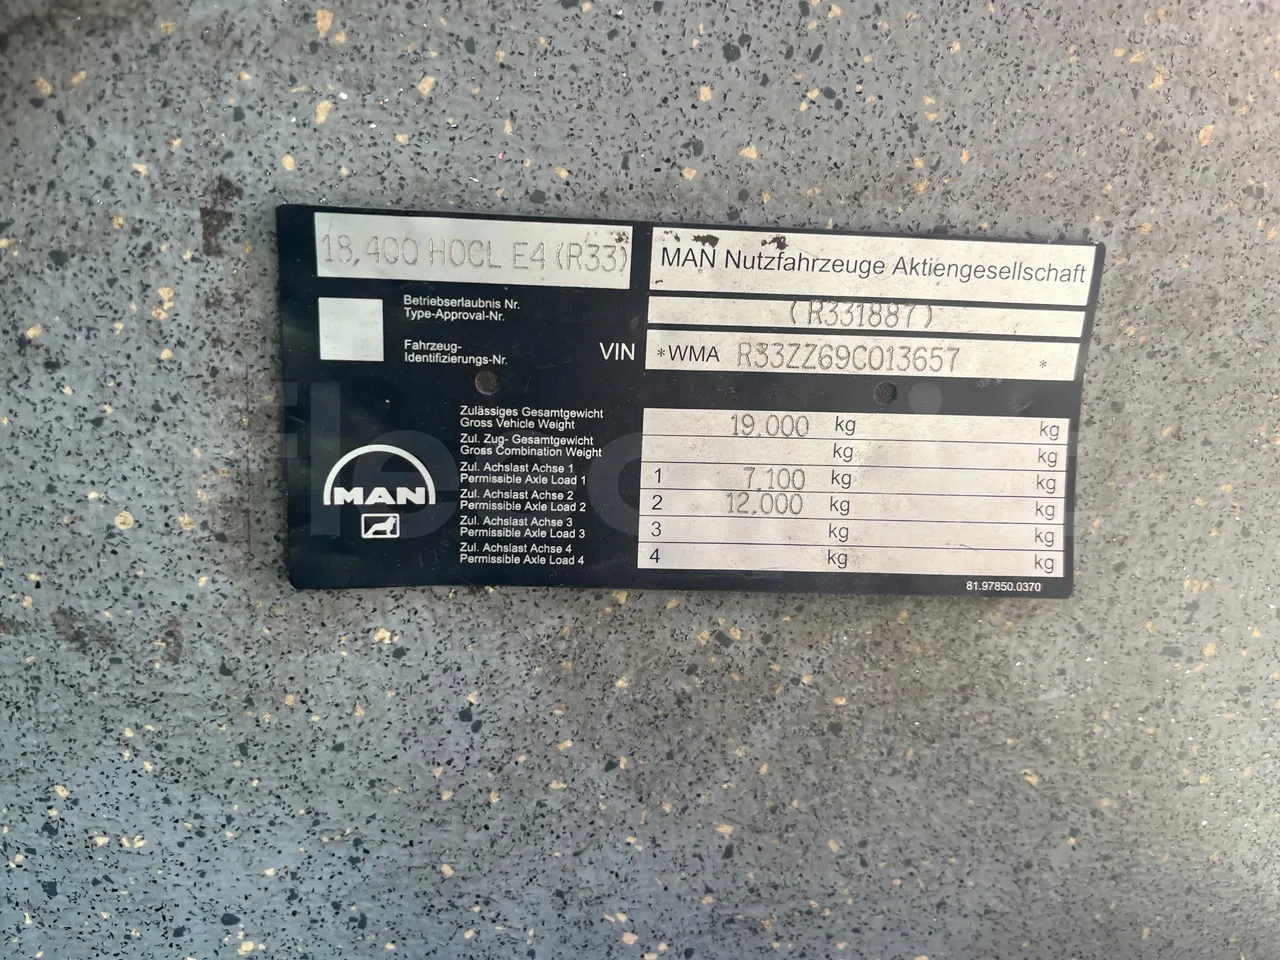 18,400 HOCL E4 (R33)
MAN Nutzfahrzeuge Aktiengesellschaft
Betriebserlaubnis Nr.
Type-Approval-Nr.
(R331887)
Fahrzeug-
Identifizierungs-Nr.
VIN *WMA R33ZZ69C013657 *
Zulässiges Gesamtgewicht
Gross Vehicle Weight
19.000 kg kg
Zul. Zug- Gesamtgewicht
Gross Combination Weight
kg kg
Zul. Achslast Achse 1
Permissible Axle Load 1
1 7.100 kg kg
Zul. Achslast Achse 2
Permissible Axle Load 2
2 12.000 kg kg
Zul. Achslast Achse 3
Permissible Axle Load 3
3 kg kg
Zul. Achslast Achse 4
Permissible Axle Load 4
4 kg kg
MAN
81.97850.0370